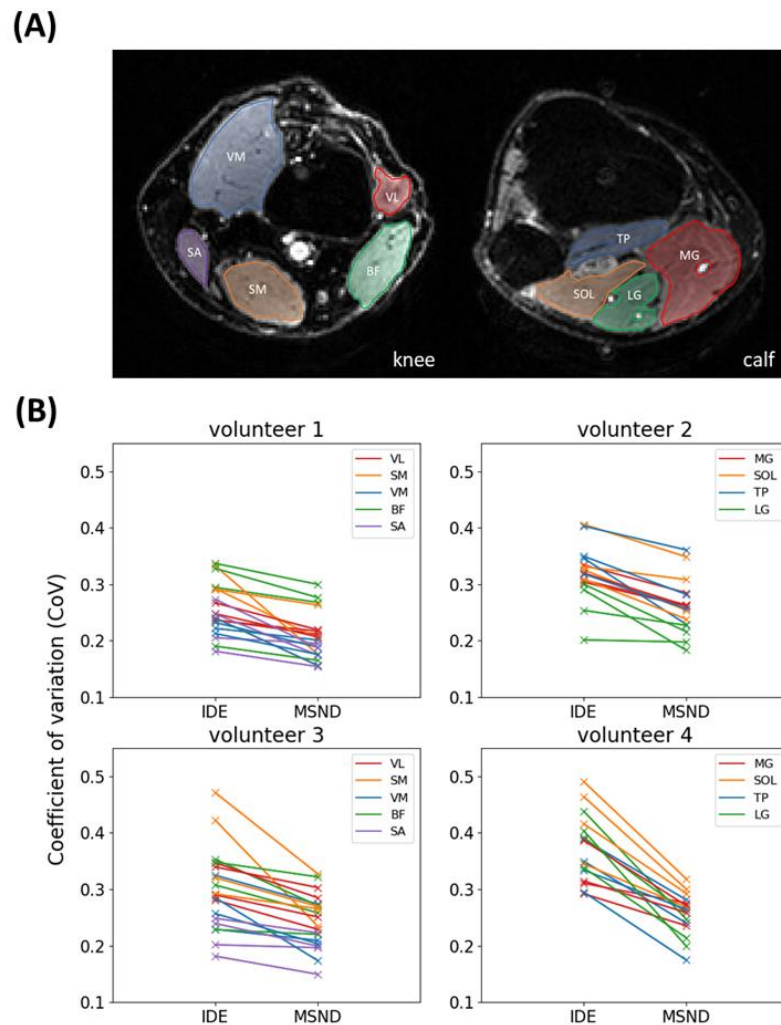 (A)
VM
VL
SA
BF
SM
knee
TP
MG
SOL
LG
calf
(B)
Coefficient of variation (CoV)
volunteer 1
0.5
0.4
0.3
0.2
0.1
IDE
MSND
VL
SM
VM
BF
SA
volunteer 2
0.5
0.4
0.3
0.2
0.1
IDE
MSND
MG
SOL
TP
LG
volunteer 3
0.5
0.4
0.3
0.2
0.1
IDE
MSND
VL
SM
VM
BF
SA
volunteer 4
0.5
0.4
0.3
0.2
0.1
IDE
MSND
MG
SOL
TP
LG